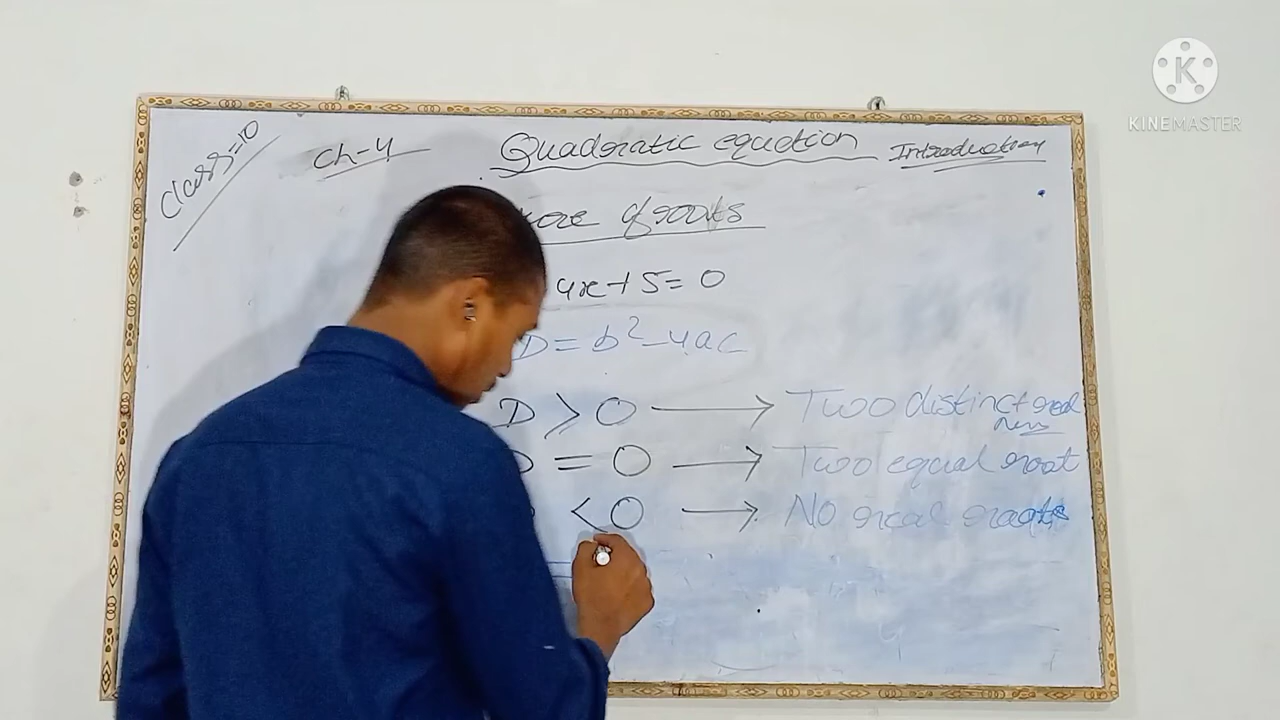 Class=10
Ch-4
Quadratic equation
Introduction
of roots
4x+5=0
D=b²-4ac
D > 0 → Two distinct real
= 0 → Two equal root
< 0 → No real roots
K
KINEMASTER